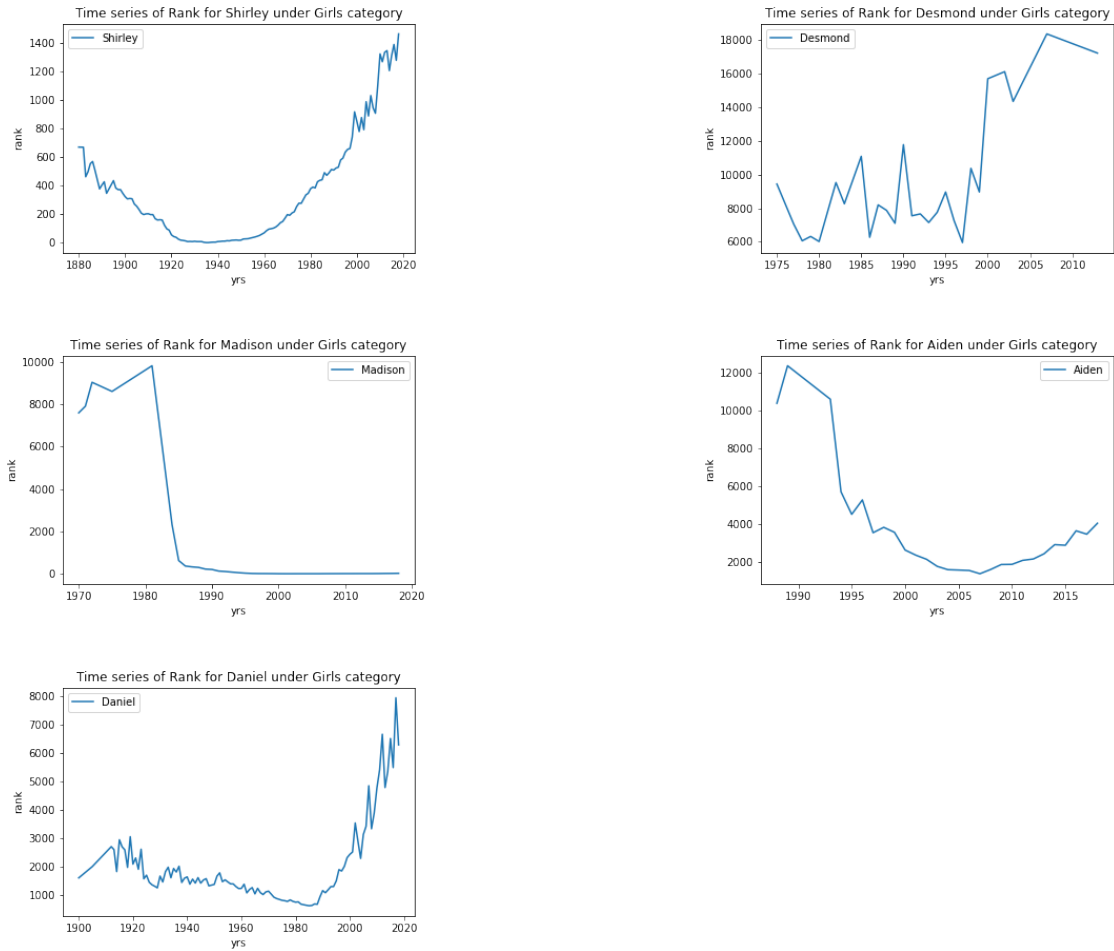 Time series of Rank for Shirley under Girls category
Shirley
1400
1200
1000
800
600
400
200
0
rank
1880 1900 1920 1940 1960 1980 2000 2020
yrs
Time series of Rank for Desmond under Girls category
Desmond
18000
16000
14000
12000
10000
8000
6000
rank
1975 1980 1985 1990 1995 2000 2005 2010
yrs
Time series of Rank for Madison under Girls category
Madison
10000
8000
6000
4000
2000
0
rank
1970 1980 1990 2000 2010 2020
yrs
Time series of Rank for Aiden under Girls category
Aiden
12000
10000
8000
6000
4000
2000
rank
1990 1995 2000 2005 2010 2015
yrs
Time series of Rank for Daniel under Girls category
Daniel
8000
7000
6000
5000
4000
3000
2000
1000
rank
1900 1920 1940 1960 1980 2000 2020
yrs